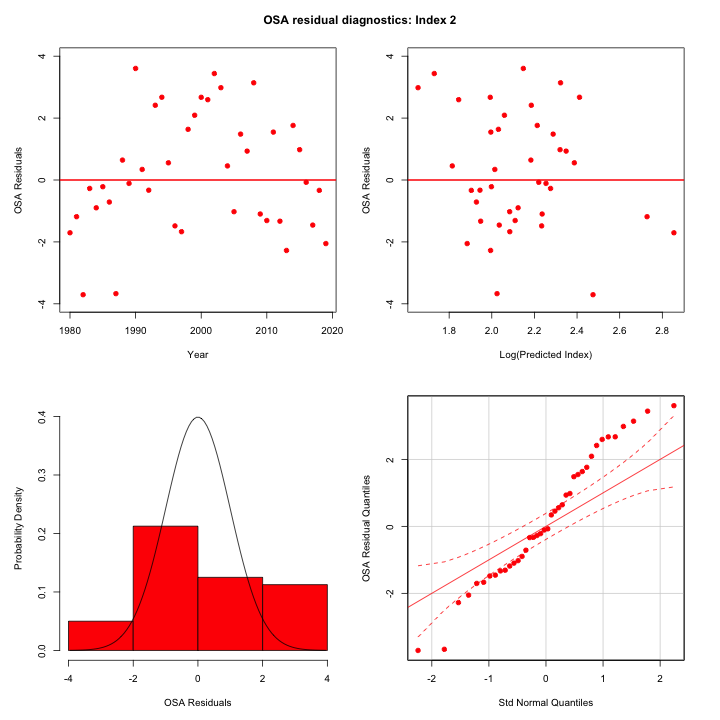 OSA residual diagnostics: Index 2
OSA Residuals
4
2
0
-2
-4
1980 1990 2000 2010 2020
Year
OSA Residuals
4
2
0
-2
-4
1.8 2.0 2.2 2.4 2.6 2.8
Log(Predicted Index)
Probability Density
0.4
0.3
0.2
0.1
0.0
-4 -2 0 2 4
OSA Residuals
OSA Residual Quantiles
2
0
-2
-2 -1 0 1 2
Std Normal Quantiles